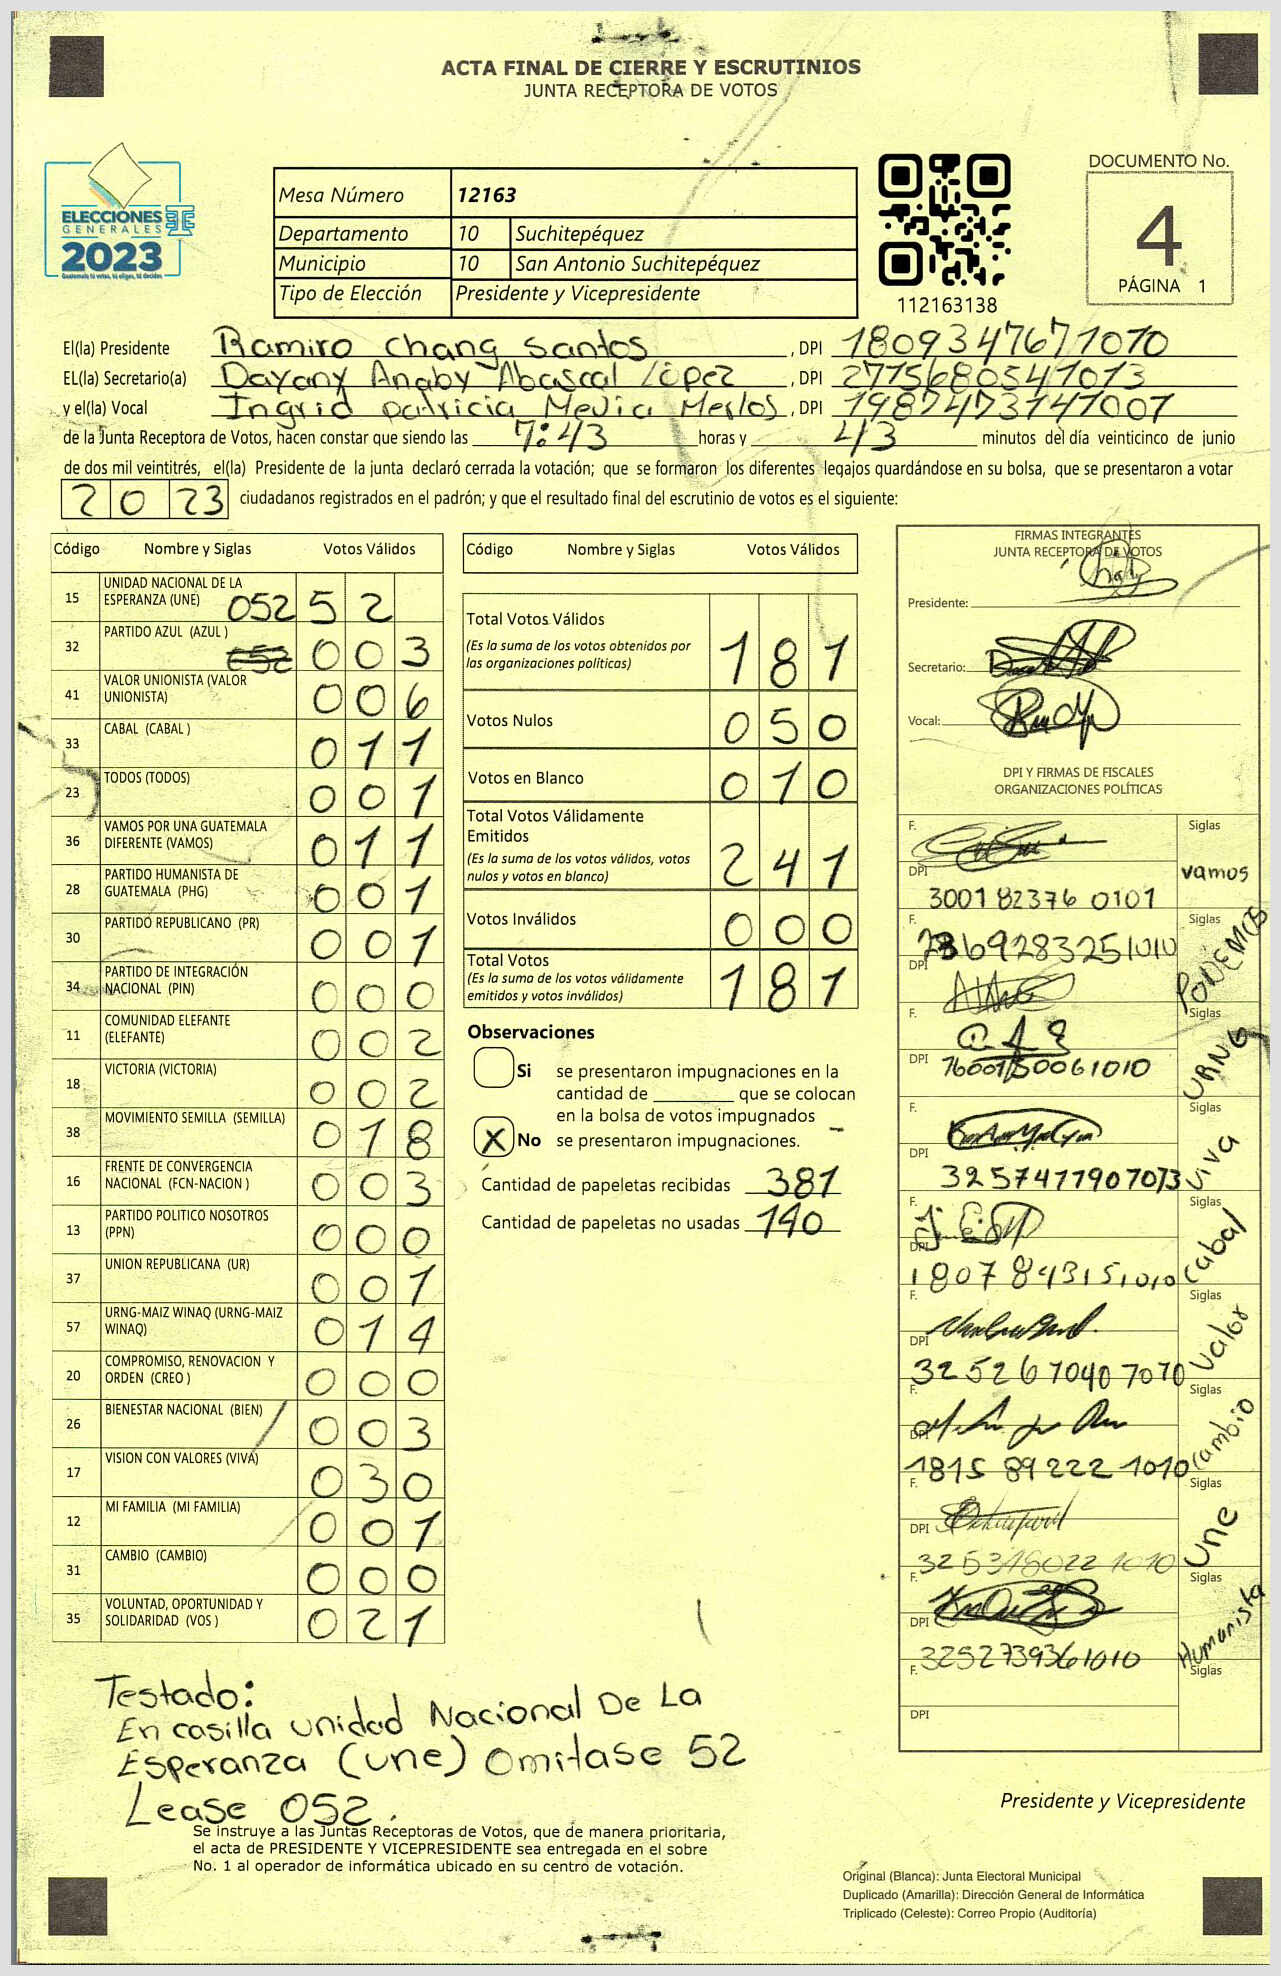 ACTA FINAL DE CIERRE Y ESCRUTINIOS
JUNTA RECEPTORA DE VOTOS
ELECCIONES
GENERALES
2023
Guatemala tú votas, tú eliges, tú decides
Mesa Número 12163
Departamento 10 Suchitepéquez
Municipio 10 San Antonio Suchitepéquez
Tipo de Elección Presidente y Vicepresidente
112163138
DOCUMENTO No.
4
PÁGINA 1
El(la) Presidente Ramiro Chang Santos, DPI 1809347671010
EL(la) Secretario(a) Dayany Anaby Abascal López, DPI 2715680541013
y el(la) Vocal Ingrid Patricia Mejia Merlos, DPI 1987473141007
de la Junta Receptora de Votos, hacen constar que siendo las 7:43 horas y 43 minutos del día veinticinco de junio
de dos mil veintitrés, el(la) Presidente de la junta declaró cerrada la votación; que se formaron los diferentes legajos quardándose en su bolsa, que se presentaron a votar
2 0 23 ciudadanos registrados en el padrón; y que el resultado final del escrutinio de votos es el siguiente:
Código Nombre y Siglas Votos Válidos
15 UNIDAD NACIONAL DE LA ESPERANZA (UNE) 052 5 2
32 PARTIDO AZUL (AZUL ) 0 0 3
41 VALOR UNIONISTA (VALOR UNIONISTA) 0 0 6
33 CABAL (CABAL ) 0 1 1
23 TODOS (TODOS) 0 0 1
36 VAMOS POR UNA GUATEMALA DIFERENTE (VAMOS) 0 1 1
28 PARTIDO HUMANISTA DE GUATEMALA (PHG) 0 0 1
30 PARTIDO REPUBLICANO (PR) 0 0 1
34 PARTIDO DE INTEGRACIÓN NACIONAL (PIN) 0 0 0
11 COMUNIDAD ELEFANTE (ELEFANTE) 0 0 2
18 VICTORIA (VICTORIA) 0 0 2
38 MOVIMIENTO SEMILLA (SEMILLA) 0 1 8
16 FRENTE DE CONVERGENCIA NACIONAL (FCN-NACION ) 0 0 3
13 PARTIDO POLITICO NOSOTROS (PPN) 0 0 0
37 UNION REPUBLICANA (UR) 0 0 1
57 URNG-MAIZ WINAQ (URNG-MAIZ WINAQ) 0 1 4
20 COMPROMISO, RENOVACION Y ORDEN (CREO ) 0 0 0
26 BIENESTAR NACIONAL (BIEN) 0 0 3
17 VISION CON VALORES (VIVA) 0 3 0
12 MI FAMILIA (MI FAMILIA) 0 0 1
31 CAMBIO (CAMBIO) 0 0 0
35 VOLUNTAD, OPORTUNIDAD Y SOLIDARIDAD (VOS ) 0 2 1
Código Nombre y Siglas Votos Válidos
Total Votos Válidos
(Es la suma de los votos obtenidos por
las organizaciones políticas) 1 8 1
Votos Nulos 0 5 0
Votos en Blanco 0 1 0
Total Votos Válidamente
Emitidos
(Es la suma de los votos válidos, votos
nulos y votos en blanco) 2 4 1
Votos Inválidos 0 0 0
Total Votos
(Es la suma de los votos válidamente
emitidos y votos inválidos) 1 8 1
Observaciones
Si se presentaron impugnaciones en la
cantidad de ________ que se colocan
en la bolsa de votos impugnados
X No se presentaron impugnaciones.
Cantidad de papeletas recibidas 381
Cantidad de papeletas no usadas 140
FIRMAS INTEGRANTES
JUNTA RECEPTORA DE VOTOS
Presidente:
Secretario:
Vocal:
DPI Y FIRMAS DE FISCALES
ORGANIZACIONES POLÍTICAS
F. Siglas
DPI 3001 82376 0101 vamos
F. Siglas
DPI 692832510​10 PODEMOS
F. Siglas
DPI URNG
F. Siglas
DPI 3257477907073 viva
F. Siglas
DPI 1807 843151010 Cabal
F. Siglas
DPI 3252670407070 Valor
F. Siglas
DPI 1815 89222 1010 Cambio
F. Siglas
DPI 325318022 1010 Une
F. Siglas
DPI 3252739361010 Humanista
F. Siglas
DPI
Testado:
En casilla unidad Nacional De La
Esperanza (une) Omitase 52
Lease 052.
Se instruye a las Juntas Receptoras de Votos, que de manera prioritaria,
el acta de PRESIDENTE Y VICEPRESIDENTE sea entregada en el sobre
No. 1 al operador de informática ubicado en su centro de votación.
Presidente y Vicepresidente
Original (Blanca): Junta Electoral Municipal
Duplicado (Amarilla): Dirección General de Informática
Triplicado (Celeste): Correo Propio (Auditoría)